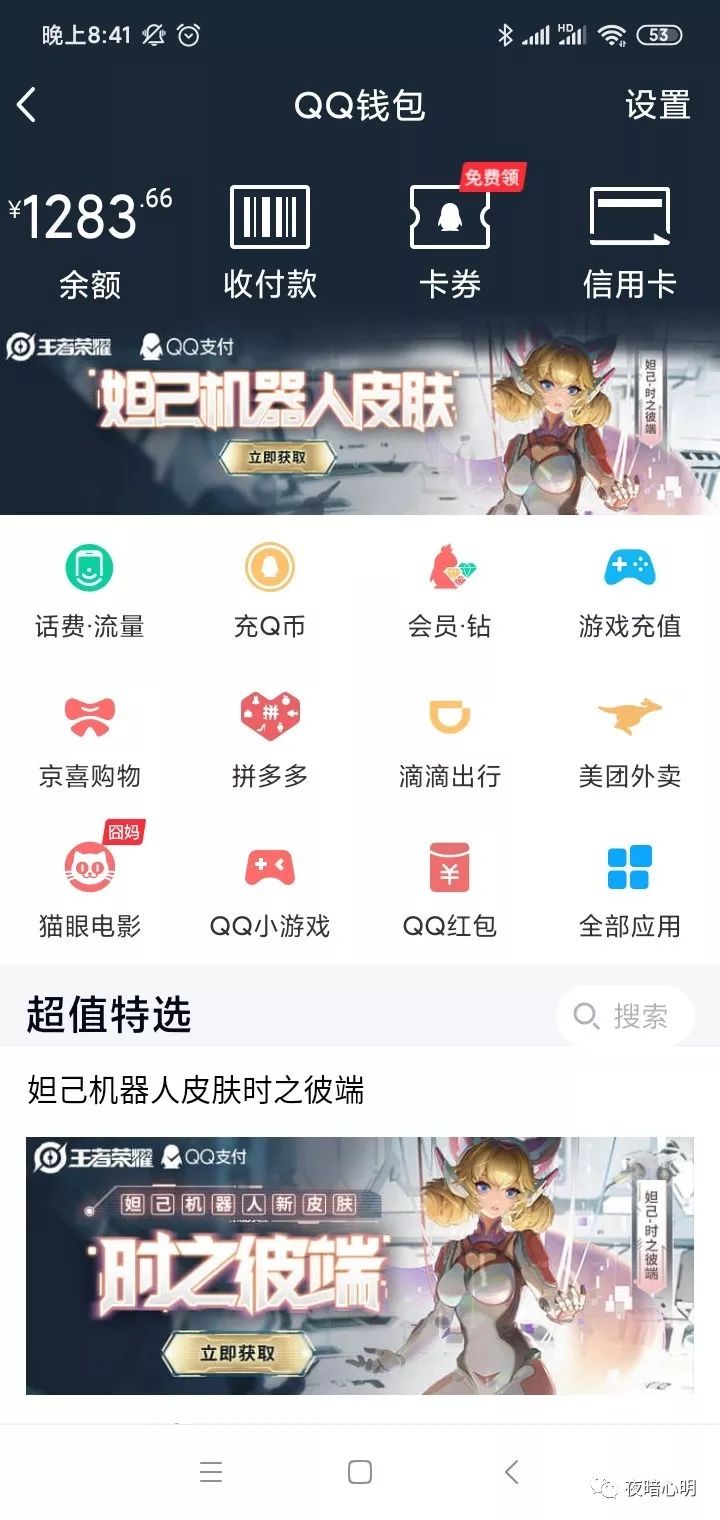 晚上8:41
HD
53
QQ钱包
设置
¥1283.66
免费领
余额
收付款
卡券
信用卡
王者荣耀 QQ支付
妲己机器人皮肤
立即获取
妲己-时之彼端
话费·流量
充Q币
会员·钻
游戏充值
拼
京喜购物
拼多多
滴滴出行
美团外卖
囧妈
¥
猫眼电影
QQ小游戏
QQ红包
全部应用
超值特选
搜索
妲己机器人皮肤时之彼端
王者荣耀 QQ支付
妲己机器人新皮肤
时之彼端
立即获取
妲己-时之彼端
夜暗心明